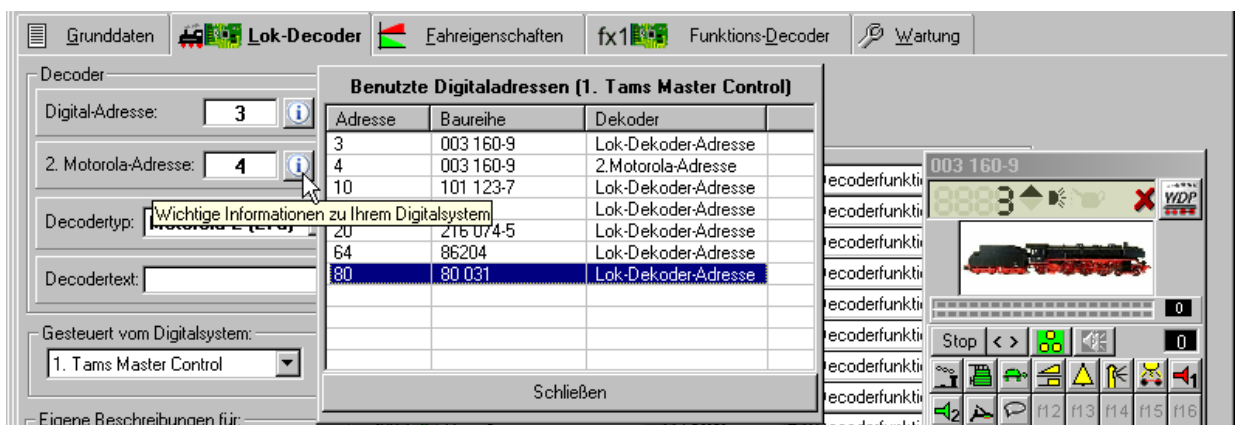 Grunddaten Lok-Decoder Fahreigenschaften fx1 Funktions-Decoder Wartung
Decoder
Digital-Adresse: 3
2. Motorola-Adresse: 4
Decodertyp:
Decodertext:
Gesteuert vom Digitalsystem:
1. Tams Master Control
Eigene Beschreibungen für:
Benutzte Digitaladressen (1. Tams Master Control)
Adresse Baureihe Dekoder
3 003 160-9 Lok-Dekoder-Adresse
4 003 160-9 2.Motorola-Adresse
10 101 123-7 Lok-Dekoder-Adresse
Lok-Dekoder-Adresse
20 216 074-5 Lok-Dekoder-Adresse
64 86204 Lok-Dekoder-Adresse
80 80 031 Lok-Dekoder-Adresse
Wichtige Informationen zu Ihrem Digitalsystem
Schließen
003 160-9
3
WDP
0
Stop < > 0
1
2 f12 f13 f14 f15 f16